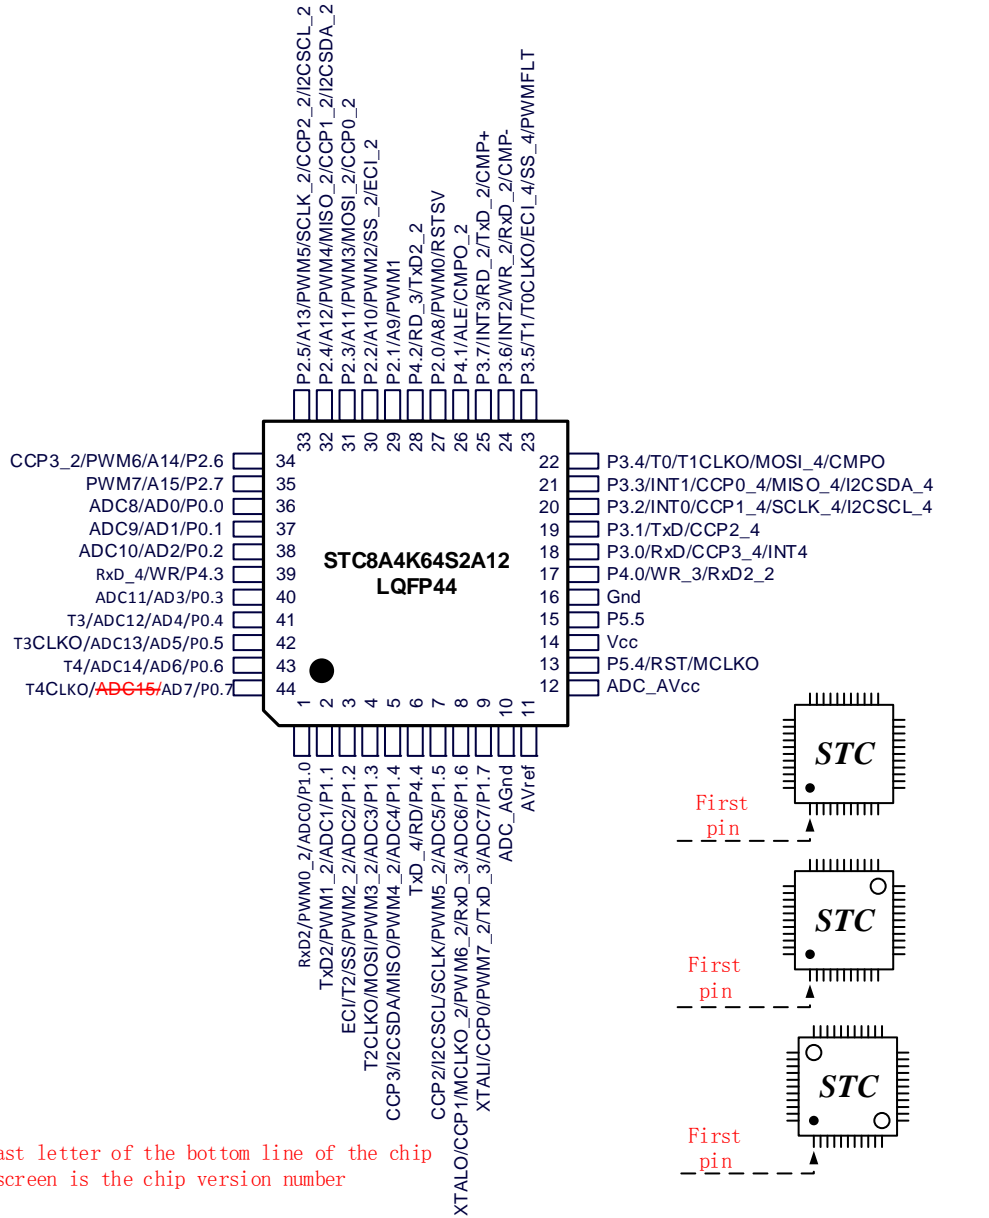 P2.5/A13/PWM5/SCLK_2/CCP2_2/I2CSCL_2
P2.4/A12/PWM4/MISO_2/CCP1_2/I2CSDA_2
P2.3/A11/PWM3/MOSI_2/CCP0_2
P2.2/A10/PWM2/SS_2/ECI_2
P2.1/A9/PWM1
P4.2/RD_3/TxD2_2
P2.0/A8/PWM0/RSTSV
P4.1/ALE/CMPO_2
P3.7/INT3/RD_2/TxD_2/CMP+
P3.6/INT2/WR_2/RxD_2/CMP-
P3.5/T1/T0CLKO/ECI_4/SS_4/PWMFLT
33 32 31 30 29 28 27 26 25 24 23
CCP3_2/PWM6/A14/P2.6 34
PWM7/A15/P2.7 35
ADC8/AD0/P0.0 36
ADC9/AD1/P0.1 37
ADC10/AD2/P0.2 38
RxD_4/WR/P4.3 39
ADC11/AD3/P0.3 40
T3/ADC12/AD4/P0.4 41
T3CLKO/ADC13/AD5/P0.5 42
T4/ADC14/AD6/P0.6 43
T4CLKO/ADC15/AD7/P0.7 44
STC8A4K64S2A12
LQFP44
22 P3.4/T0/T1CLKO/MOSI_4/CMPO
21 P3.3/INT1/CCP0_4/MISO_4/I2CSDA_4
20 P3.2/INT0/CCP1_4/SCLK_4/I2CSCL_4
19 P3.1/TxD/CCP2_4
18 P3.0/RxD/CCP3_4/INT4
17 P4.0/WR_3/RxD2_2
16 Gnd
15 P5.5
14 Vcc
13 P5.4/RST/MCLKO
12 ADC_AVcc
1 2 3 4 5 6 7 8 9 10 11
RxD2/PWM0_2/ADC0/P1.0
TxD2/PWM1_2/ADC1/P1.1
ECI/T2/SS/PWM2_2/ADC2/P1.2
T2CLKO/MOSI/PWM3_2/ADC3/P1.3
CCP3/I2CSDA/MISO/PWM4_2/ADC4/P1.4
TxD_4/RD/P4.4
CCP2/I2CSCL/SCLK/PWM5_2/ADC5/P1.5
XTALO/CCP1/MCLKO_2/PWM6_2/RxD_3/ADC6/P1.6
XTALI/CCP0/PWM7_2/TxD_3/ADC7/P1.7
ADC_AGnd
AVref
STC
First
pin
STC
First
pin
STC
First
pin
ast letter of the bottom line of the chip
screen is the chip version number